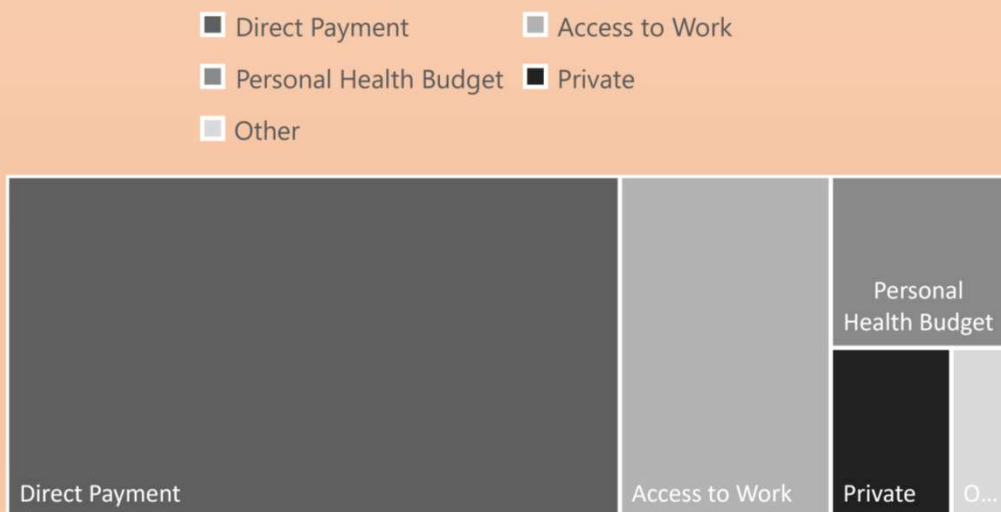 Direct Payment
Access to Work
Personal Health Budget
Private
Other
Personal
Health Budget
Direct Payment
Access to Work
Private
O...